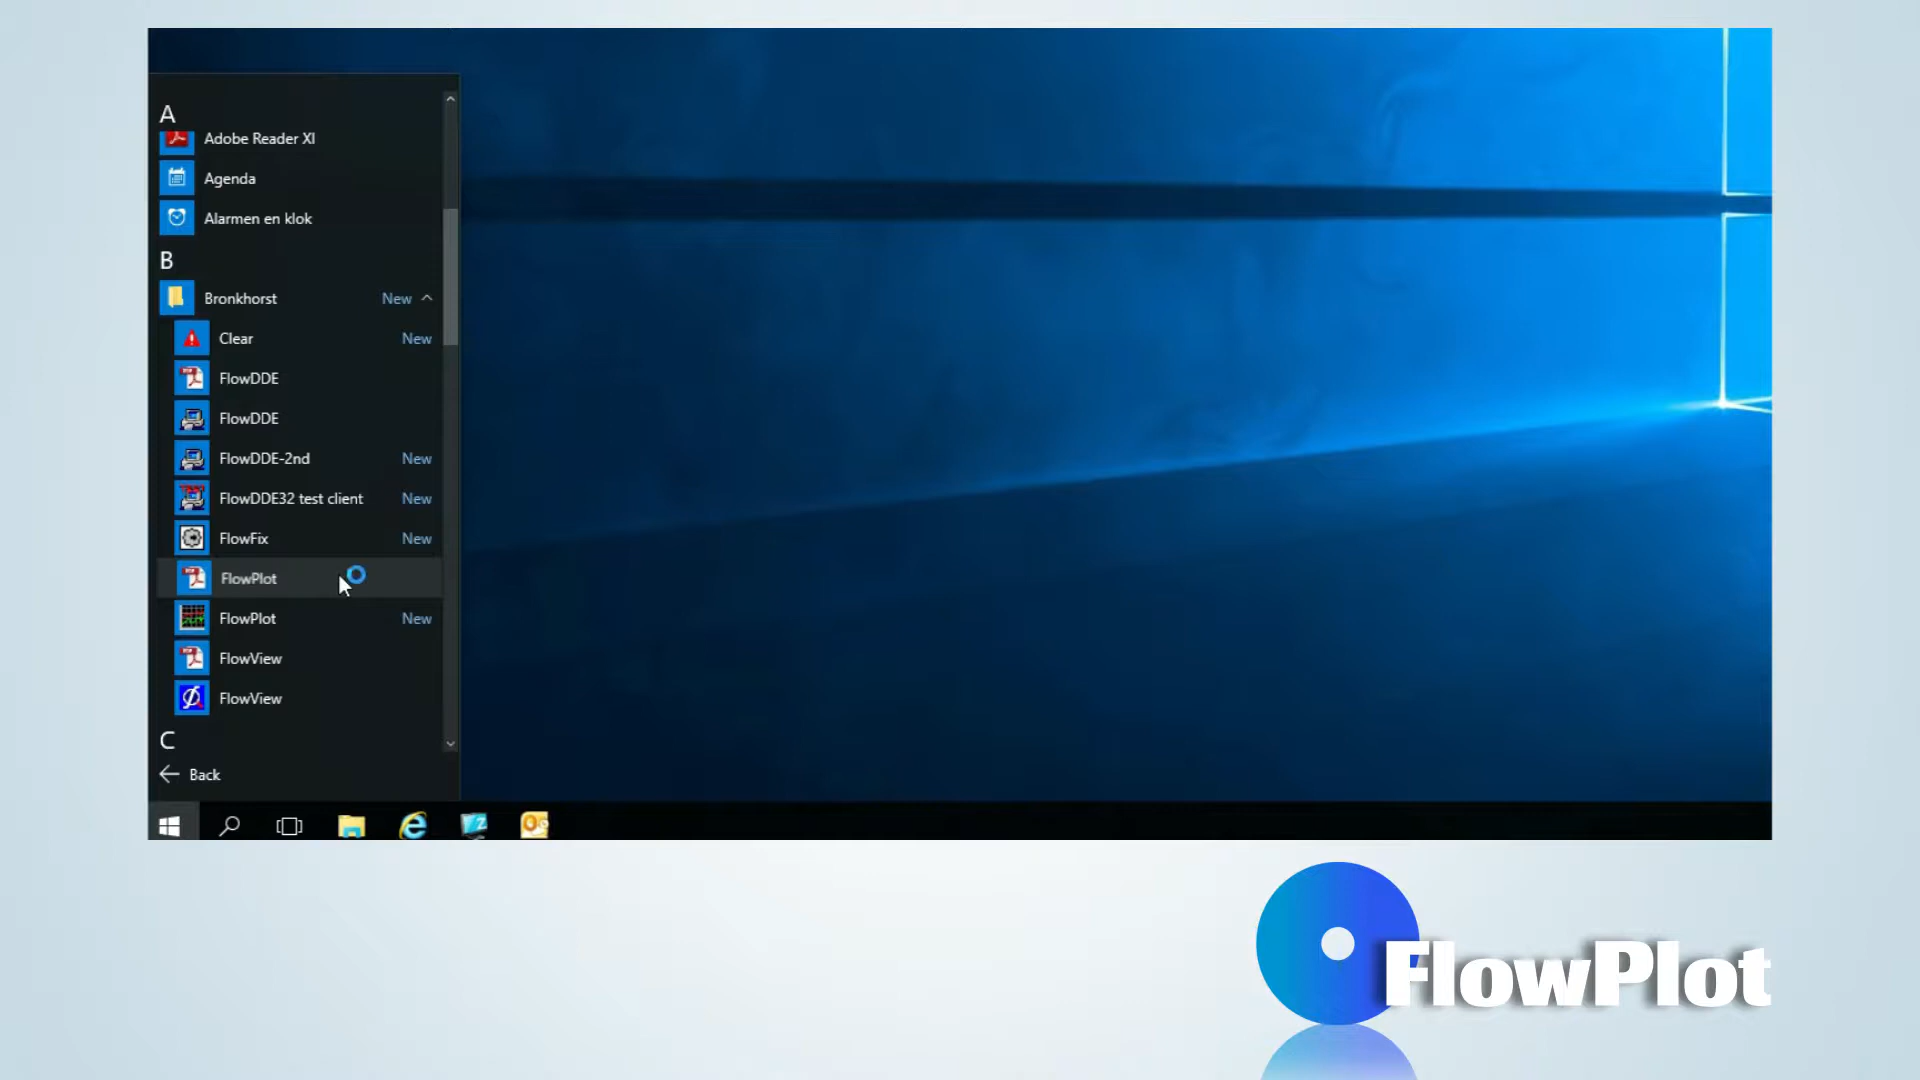 A
Adobe Reader XI
Agenda
Alarmen en klok
B
Bronkhorst New
Clear New
FlowDDE
FlowDDE
FlowDDE-2nd New
FlowDDE32 test client New
FlowFix New
FlowPlot
FlowPlot New
FlowView
FlowView
C
Back
FlowPlot